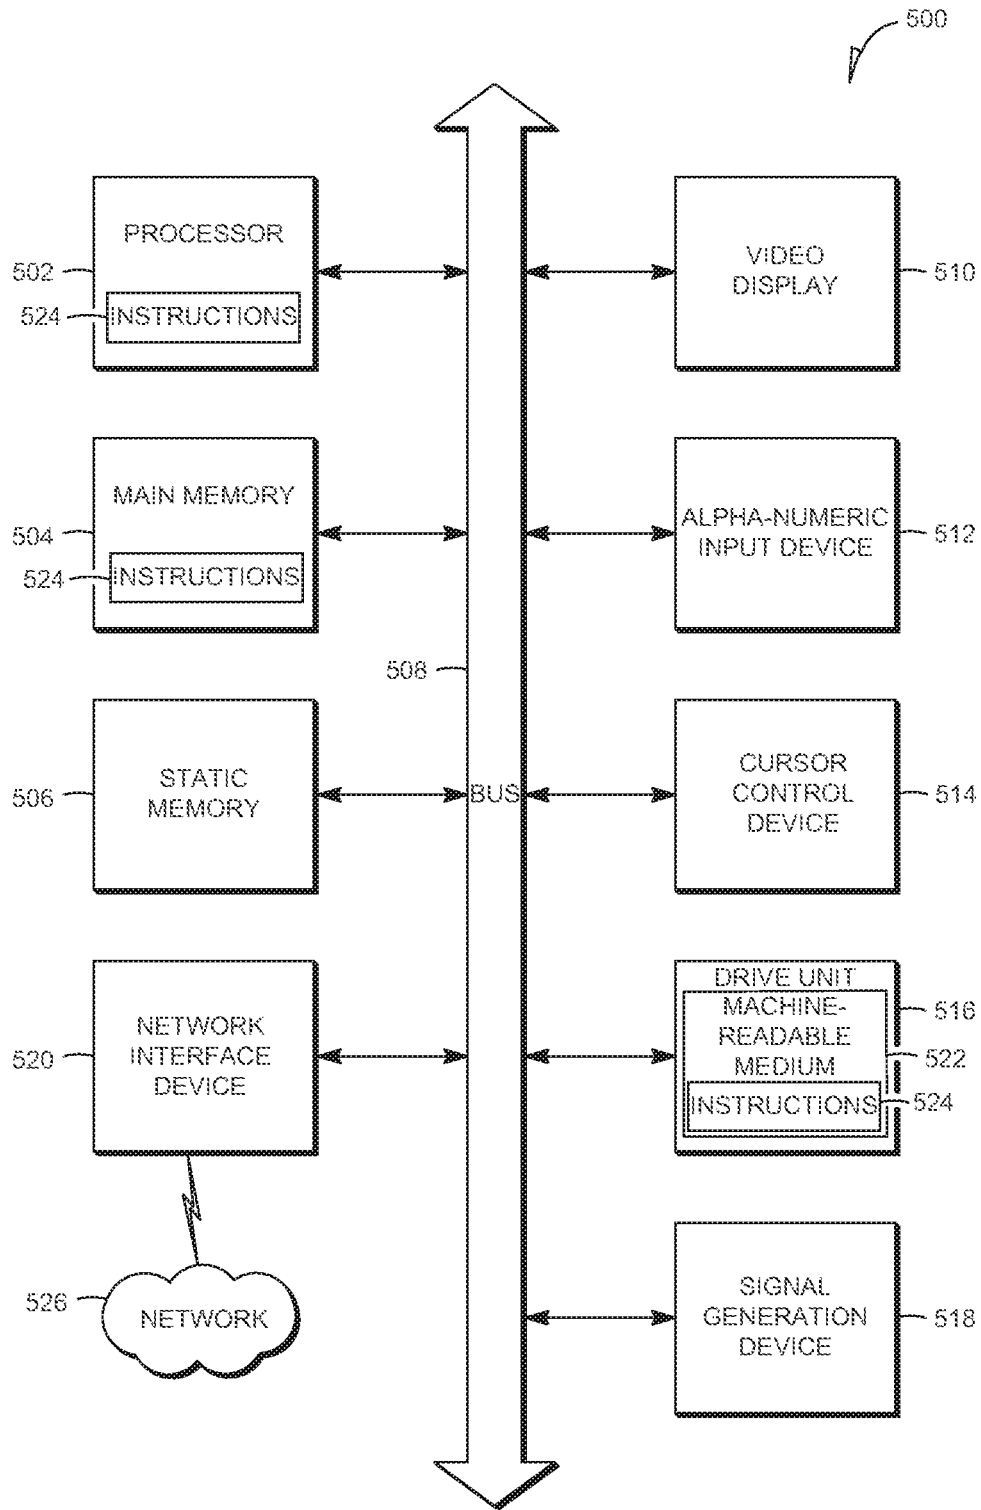 500
PROCESSOR
502
524
INSTRUCTIONS
VIDEO
DISPLAY
510
MAIN MEMORY
504
524
INSTRUCTIONS
ALPHA-NUMERIC
INPUT DEVICE
512
508
STATIC
MEMORY
506
BUS
CURSOR
CONTROL
DEVICE
514
NETWORK
INTERFACE
DEVICE
520
DRIVE UNIT
516
MACHINE-
READABLE
MEDIUM
522
INSTRUCTIONS
524
526
NETWORK
SIGNAL
GENERATION
DEVICE
518